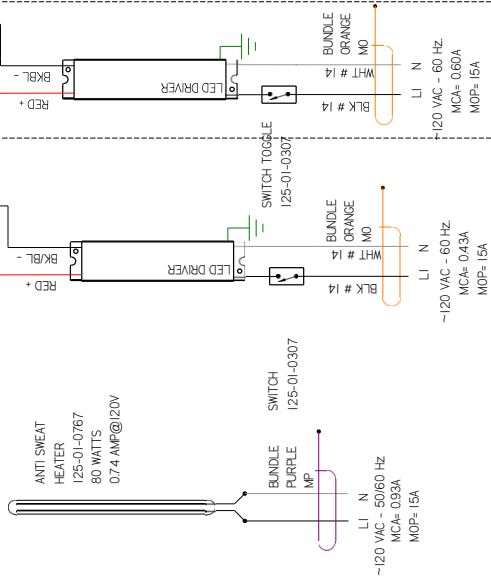 BKBL -
RED +
LED DRIVER
BUNDLE
ORANGE
MO
WHT # 14
BLK # 14
L1 N
~120 VAC - 60 Hz.
MCA= 0.60A
MOP= 15A
SWITCH TOGGLE
125-01-0307
BKBL -
RED +
LED DRIVER
BUNDLE
ORANGE
MO
WHT # 14
BLK # 14
L1 N
~120 VAC - 60 Hz.
MCA= 0.43A
MOP= 15A
ANTI SWEAT
HEATER
125-01-0767
80 WATTS
0.74 AMP@120V
SWITCH
125-01-0307
BUNDLE
PURPLE
MP
L1 N
~120 VAC - 50/60 Hz
MCA= 0.93A
MOP= 15A